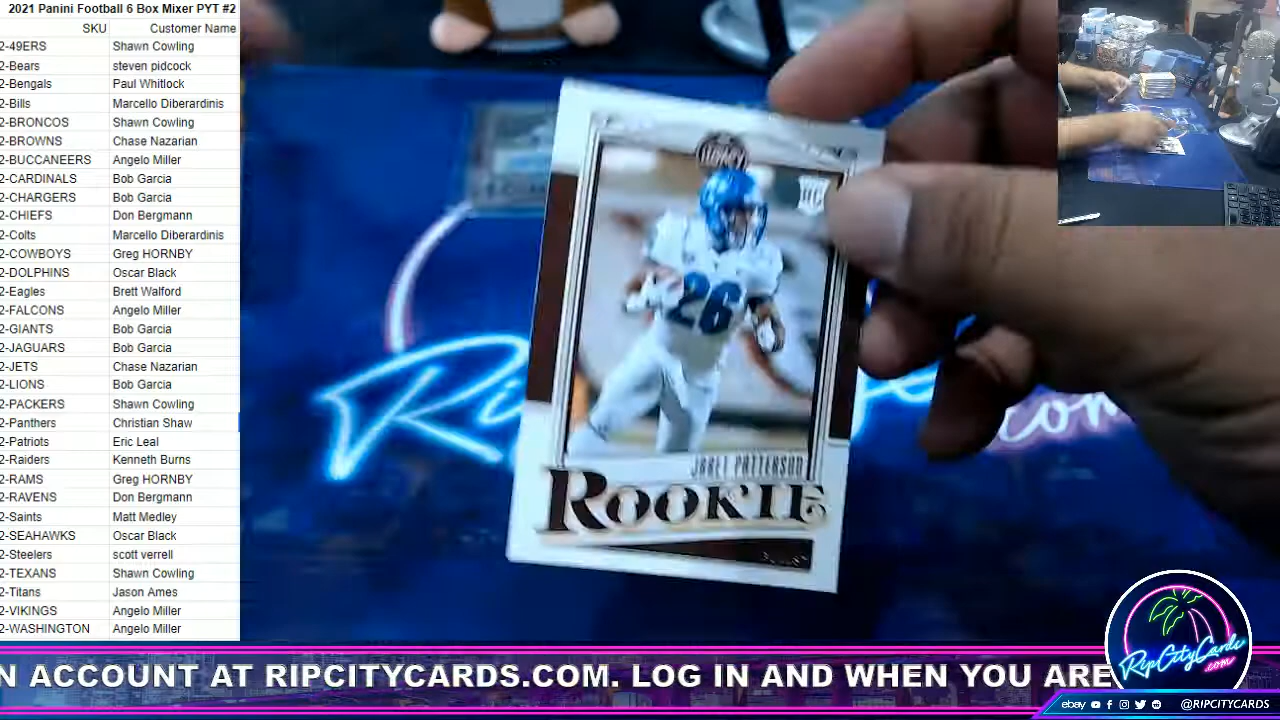 2021 Panini Football 6 Box Mixer PYT #2
SKU Customer Name
2-49ERS Shawn Cowling
2-Bears steven pidcock
2-Bengals Paul Whitlock
2-Bills Marcello Diberardinis
2-BRONCOS Shawn Cowling
2-BROWNS Chase Nazarian
2-BUCCANEERS Angelo Miller
2-CARDINALS Bob Garcia
2-CHARGERS Bob Garcia
2-CHIEFS Don Bergmann
2-Colts Marcello Diberardinis
2-COWBOYS Greg HORNBY
2-DOLPHINS Oscar Black
2-Eagles Brett Walford
2-FALCONS Angelo Miller
2-GIANTS Bob Garcia
2-JAGUARS Bob Garcia
2-JETS Chase Nazarian
2-LIONS Bob Garcia
2-PACKERS Shawn Cowling
2-Panthers Christian Shaw
2-Patriots Eric Leal
2-Raiders Kenneth Burns
2-RAMS Greg HORNBY
2-RAVENS Don Bergmann
2-Saints Matt Medley
2-SEAHAWKS Oscar Black
2-Steelers scott verrell
2-TEXANS Shawn Cowling
2-Titans Jason Ames
2-VIKINGS Angelo Miller
2-WASHINGTON Angelo Miller
RC
26
JARET PATTERSON
ROOKIE
Ri
com
N ACCOUNT AT RIPCITYCARDS.COM. LOG IN AND WHEN YOU ARE
RipCityCards
.com
ebay @RIPCITYCARDS